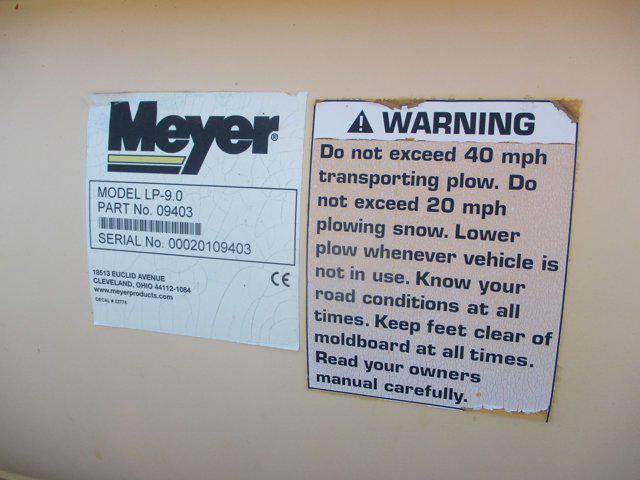 Meyer®
MODEL LP-9.0
PART No. 09403
SERIAL No. 00020109403
18513 EUCLID AVENUE
CLEVELAND, OHIO 44112-1084
www.meyerproducts.com
DECAL # 22774
CE
WARNING
Do not exceed 40 mph
transporting plow. Do
not exceed 20 mph
plowing snow. Lower
plow whenever vehicle is
not in use. Know your
road conditions at all
times. Keep feet clear of
moldboard at all times.
Read your owners
manual carefully.